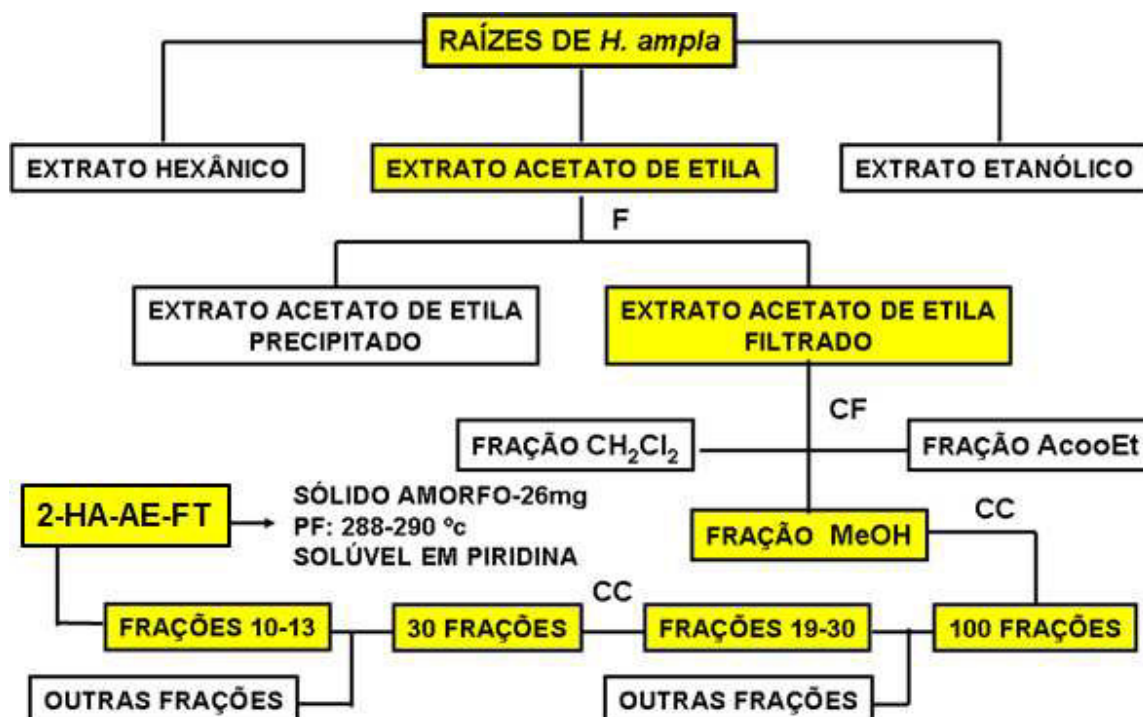 RAÍZES DE H. ampla
EXTRATO HEXÂNICO
EXTRATO ACETATO DE ETILA
EXTRATO ETANÓLICO
F
EXTRATO ACETATO DE ETILA
PRECIPITADO
EXTRATO ACETATO DE ETILA
FILTRADO
CF
FRAÇÃO CH₂Cl₂
FRAÇÃO AcooEt
2-HA-AE-FT
SÓLIDO AMORFO-26mg
PF: 288-290 ºc
SOLÚVEL EM PIRIDINA
FRAÇÃO MeOH
CC
CC
FRAÇÕES 10-13
30 FRAÇÕES
FRAÇÕES 19-30
100 FRAÇÕES
OUTRAS FRAÇÕES
OUTRAS FRAÇÕES